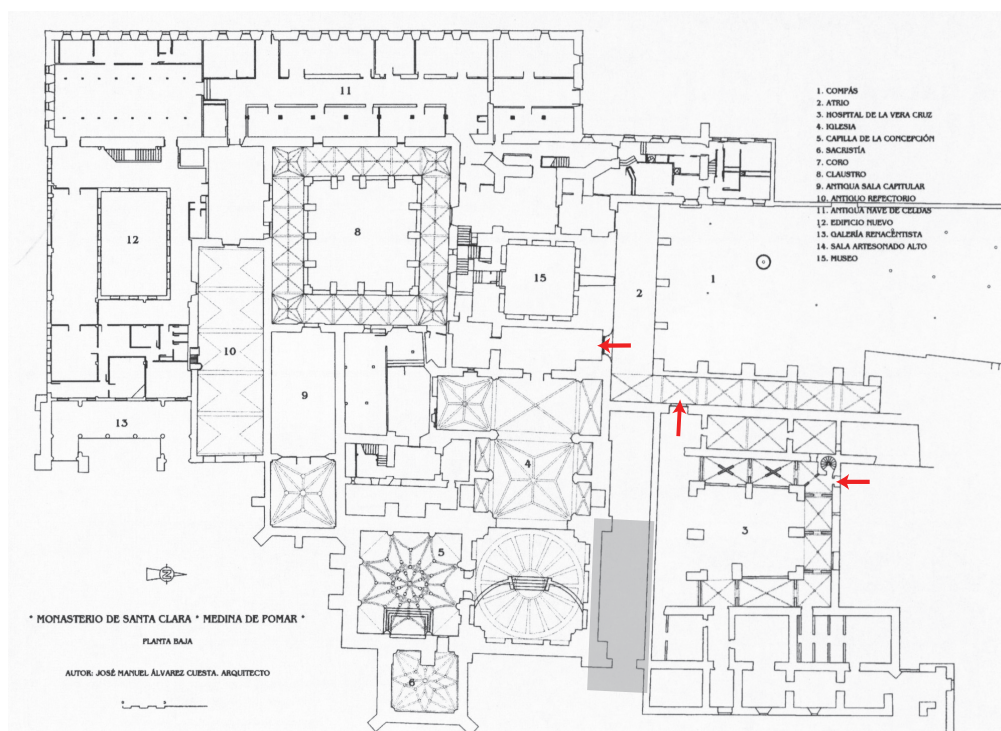 1. COMPÁS
2. ATRIO
3. HOSPITAL DE LA VERA CRUZ
4. IGLESIA
5. CAPILLA DE LA CONCEPCIÓN
6. SACRISTÍA
7. CORO
8. CLAUSTRO
9. ANTIGUA SALA CAPITULAR
10. ANTIGUO REFECTORIO
11. ANTIGUA NAVE DE CELDAS
12. EDIFICIO NUEVO
13. GALERÍA RENACENTISTA
14. SALA ARTESONADO ALTO
15. MUSEO
11
12
8
15
2
1
10
9
13
4
3
5
6
N
* MONASTERIO DE SANTA CLARA * MEDINA DE POMAR *
PLANTA BAJA
AUTOR: JOSÉ MANUEL ÁLVAREZ CUESTA. ARQUITECTO